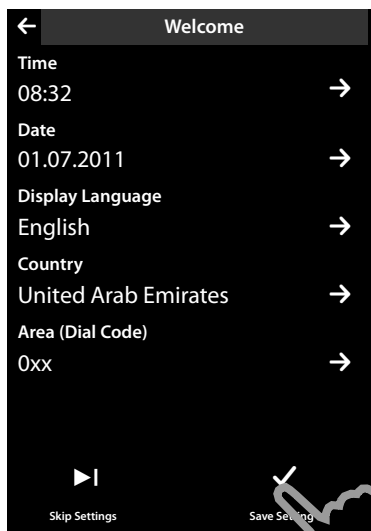 Welcome
Time
08:32
Date
01.07.2011
Display Language
English
Country
United Arab Emirates
Area (Dial Code)
0xx
Skip Settings
Save